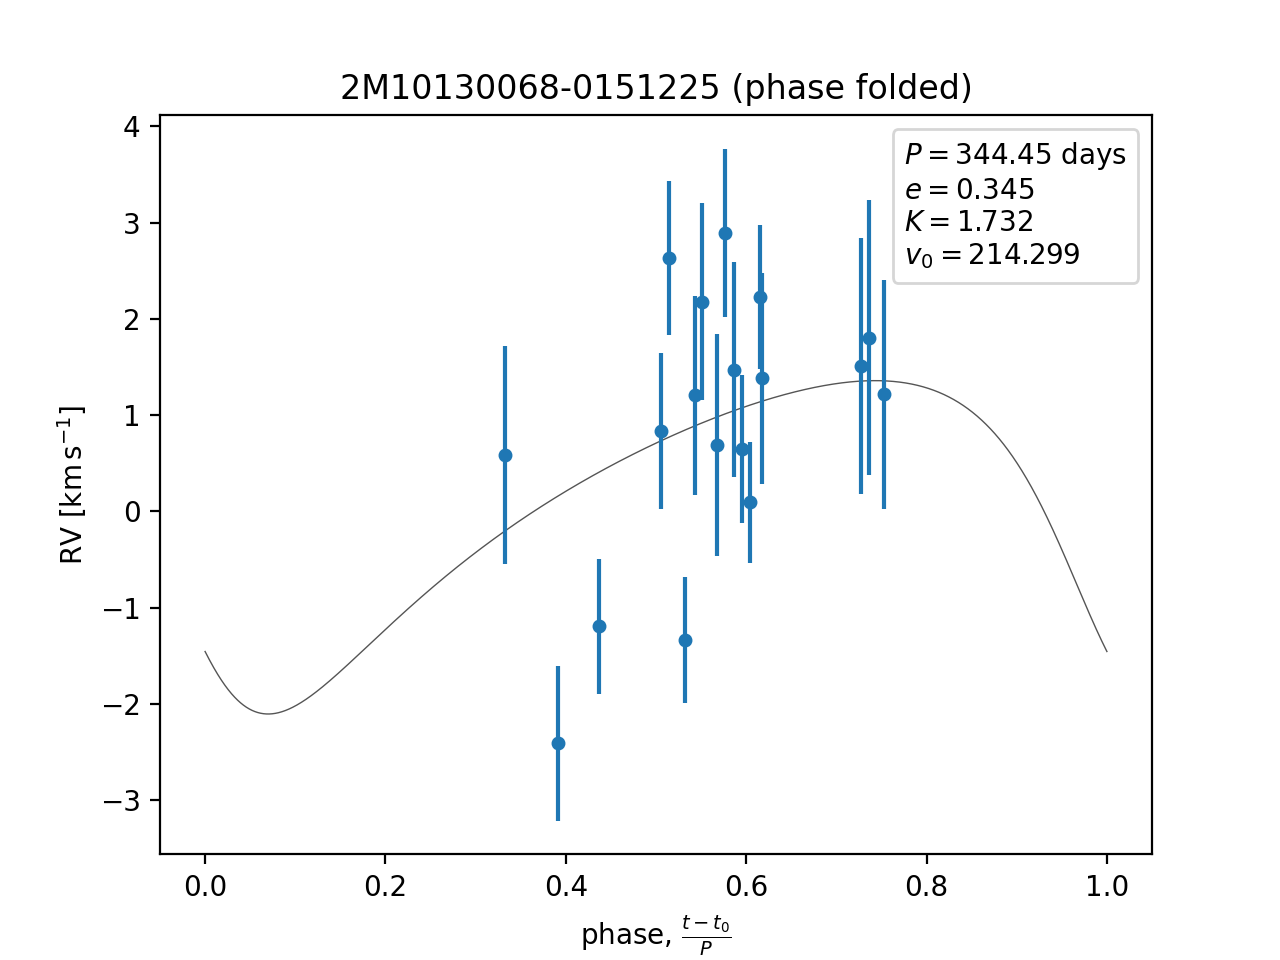 2M10130068-0151225 (phase folded)
P = 344.45 days
e = 0.345
K = 1.732
v₀ = 214.299
4
3
2
1
0
−1
−2
−3
RV [km s⁻¹]
0.0 0.2 0.4 0.6 0.8 1.0
phase, (t − t₀)/P